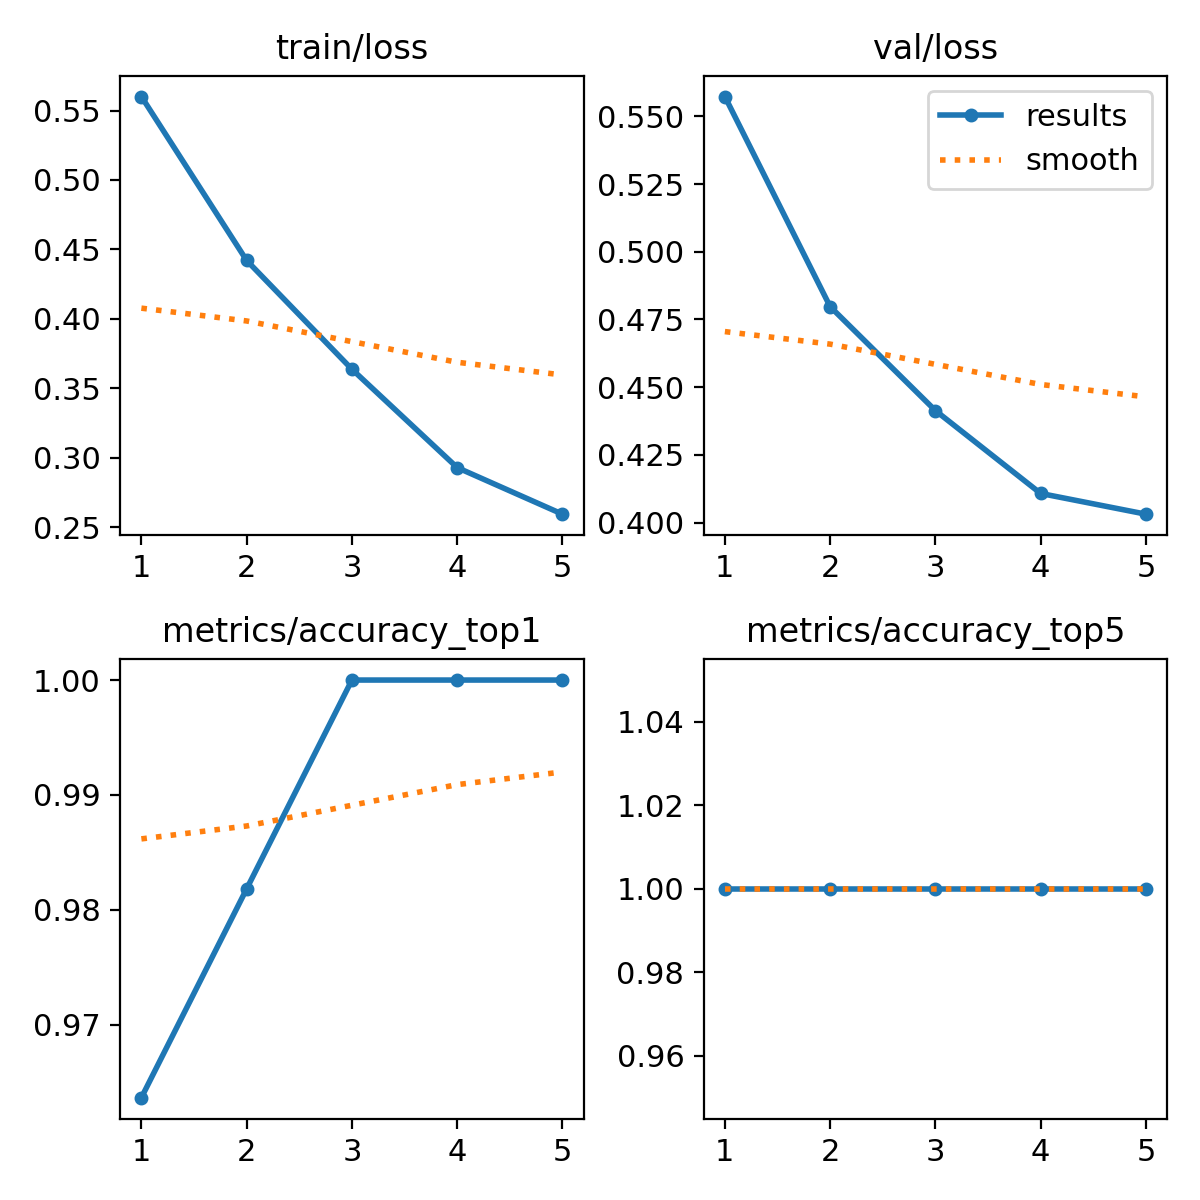 train/loss
0.55
0.50
0.45
0.40
0.35
0.30
0.25
1 2 3 4 5
val/loss
results
smooth
0.550
0.525
0.500
0.475
0.450
0.425
0.400
1 2 3 4 5
metrics/accuracy_top1
1.00
0.99
0.98
0.97
1 2 3 4 5
metrics/accuracy_top5
1.04
1.02
1.00
0.98
0.96
1 2 3 4 5